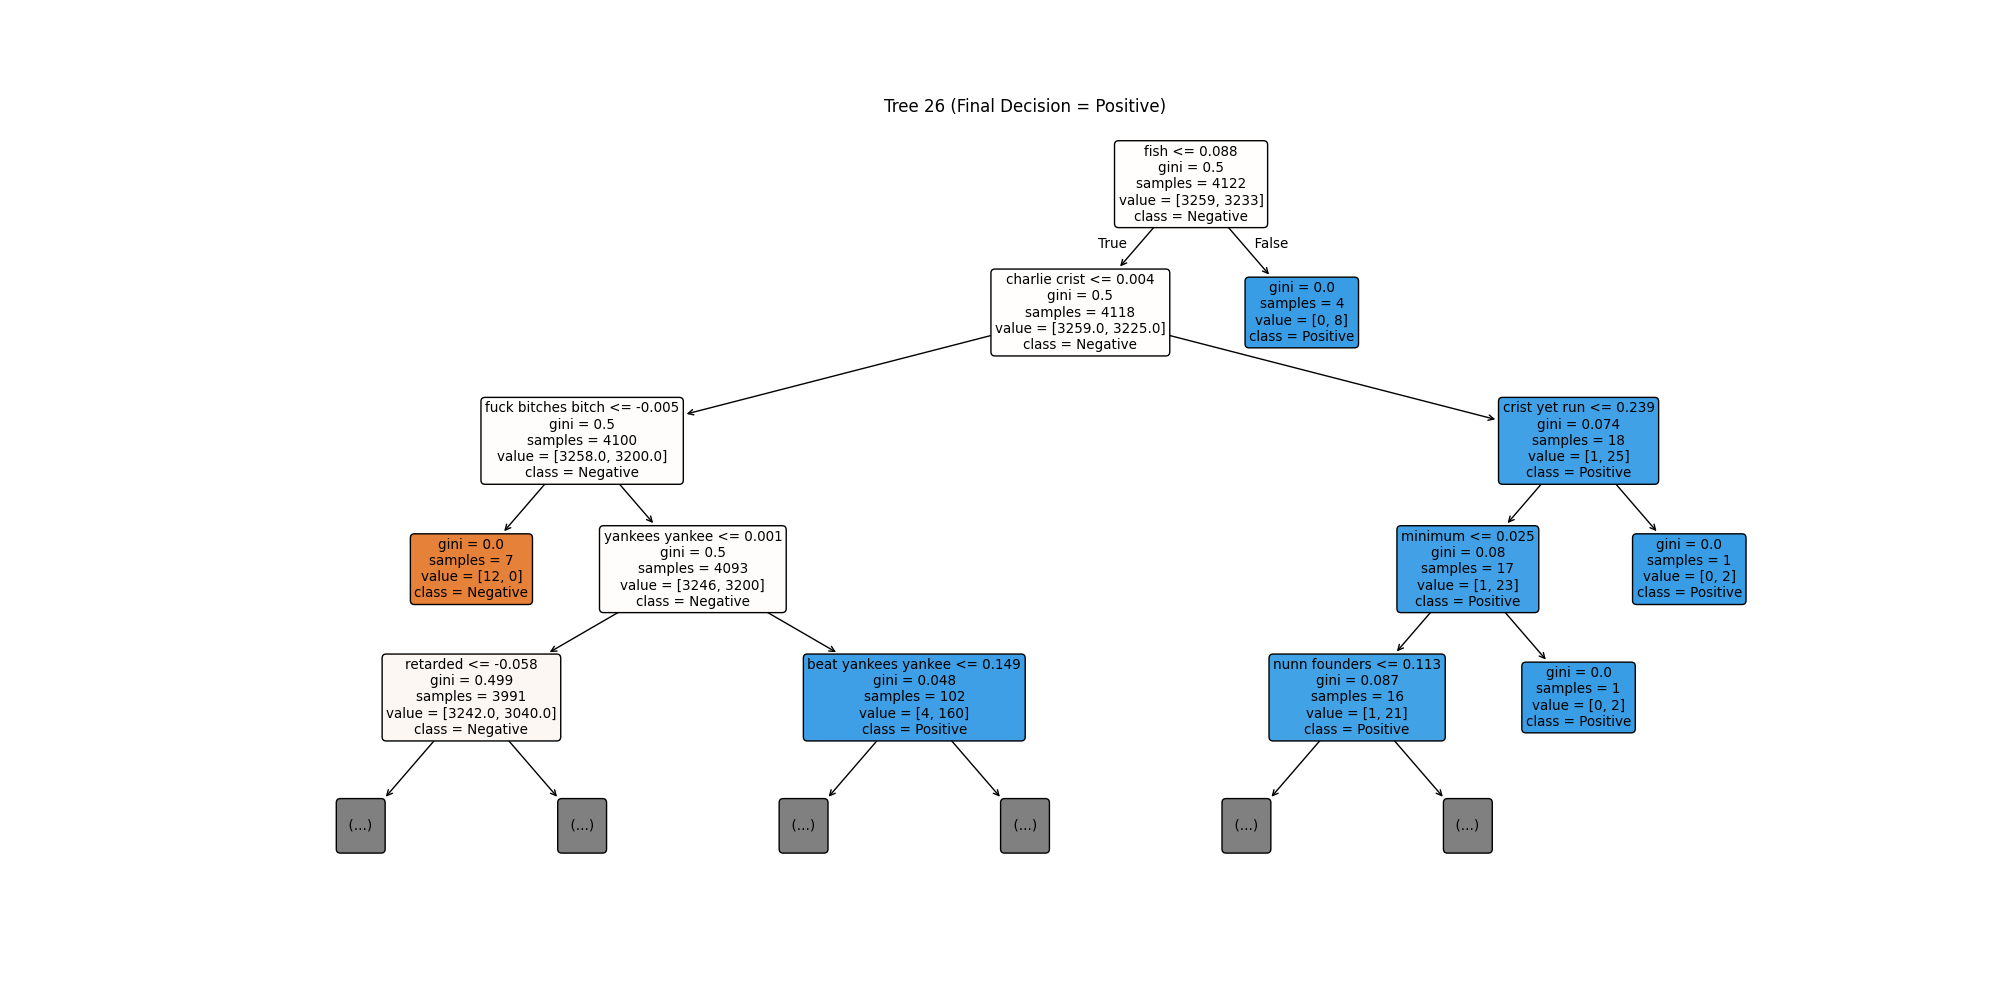 Tree 26 (Final Decision = Positive)
fish <= 0.088
gini = 0.5
samples = 4122
value = [3259, 3233]
class = Negative
True
False
charlie crist <= 0.004
gini = 0.5
samples = 4118
value = [3259.0, 3225.0]
class = Negative
gini = 0.0
samples = 4
value = [0, 8]
class = Positive
fuck bitches bitch <= -0.005
gini = 0.5
samples = 4100
value = [3258.0, 3200.0]
class = Negative
crist yet run <= 0.239
gini = 0.074
samples = 18
value = [1, 25]
class = Positive
gini = 0.0
samples = 7
value = [12, 0]
class = Negative
yankees yankee <= 0.001
gini = 0.5
samples = 4093
value = [3246, 3200]
class = Negative
minimum <= 0.025
gini = 0.08
samples = 17
value = [1, 23]
class = Positive
gini = 0.0
samples = 1
value = [0, 2]
class = Positive
retarded <= -0.058
gini = 0.499
samples = 3991
value = [3242.0, 3040.0]
class = Negative
beat yankees yankee <= 0.149
gini = 0.048
samples = 102
value = [4, 160]
class = Positive
nunn founders <= 0.113
gini = 0.087
samples = 16
value = [1, 21]
class = Positive
gini = 0.0
samples = 1
value = [0, 2]
class = Positive
(...)
(...)
(...)
(...)
(...)
(...)